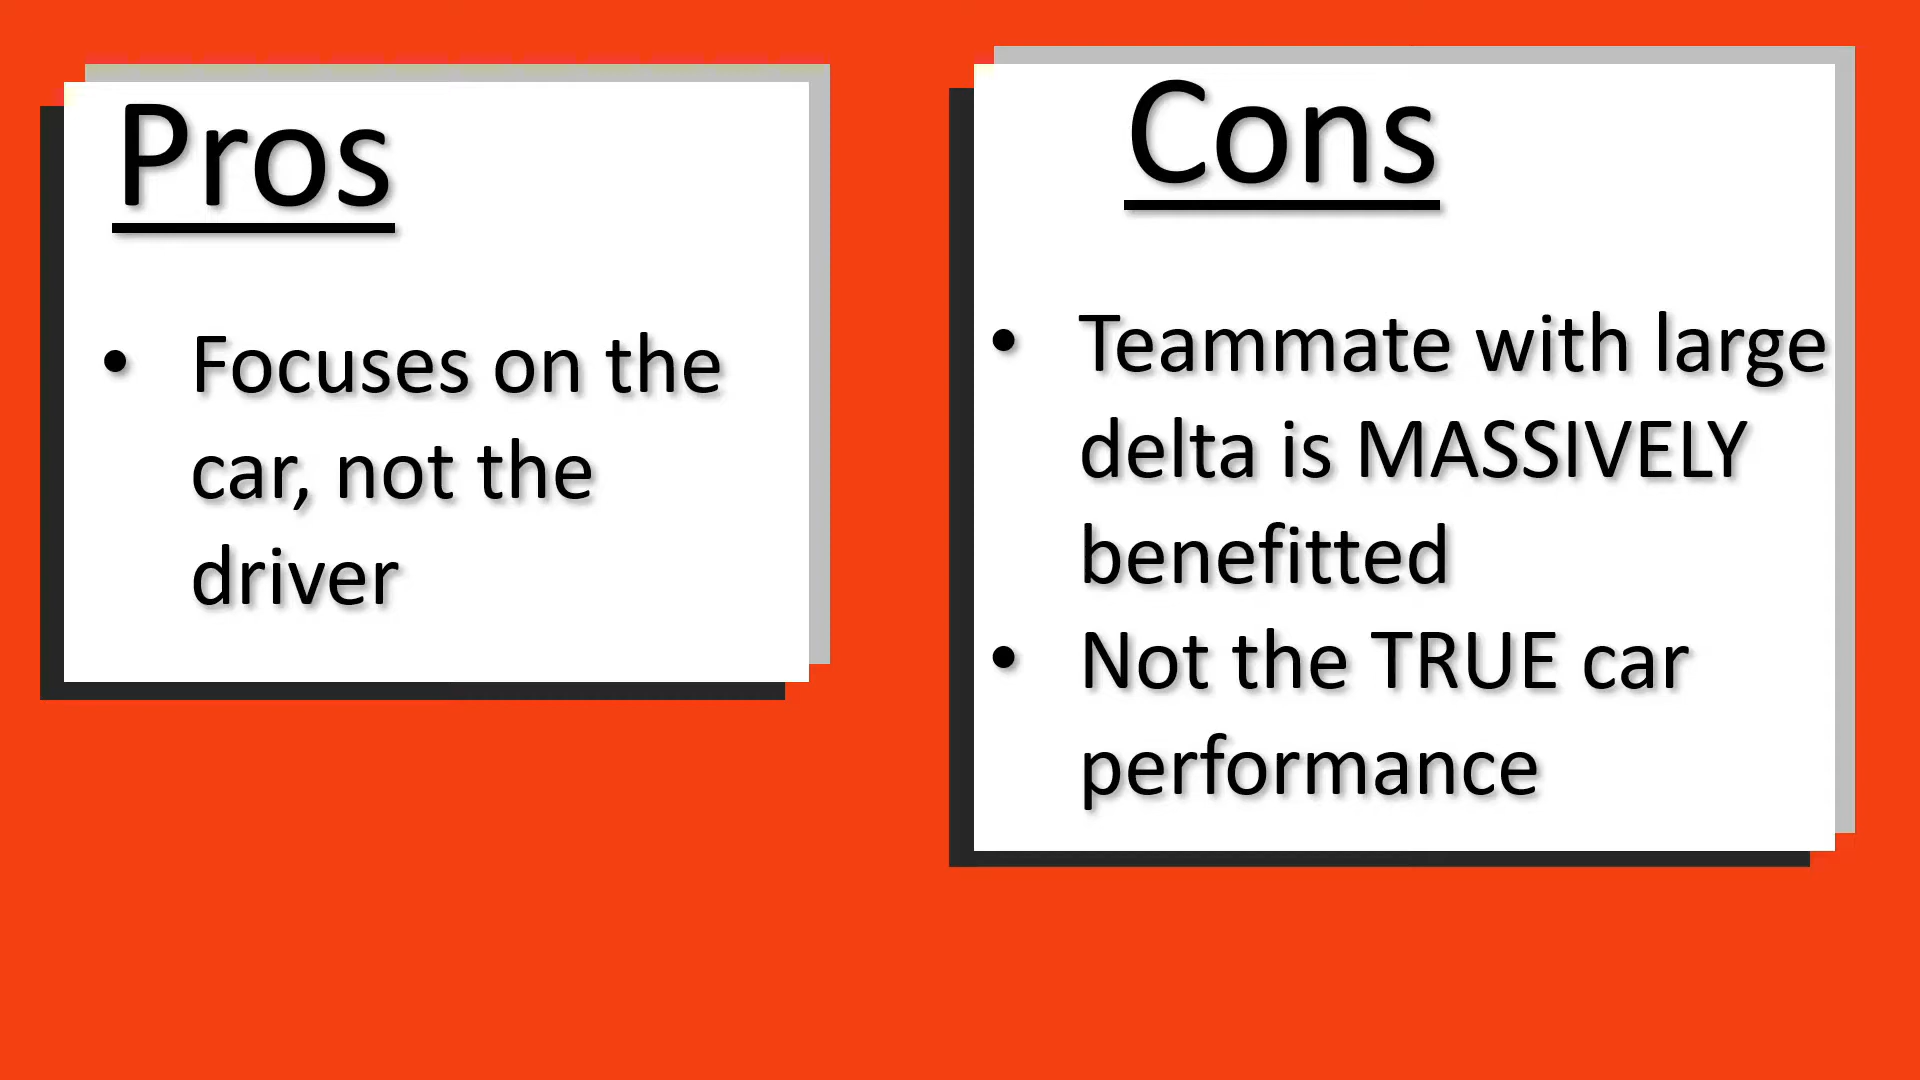 Pros
• Focuses on the
car, not the
driver
Cons
• Teammate with large
delta is MASSIVELY
benefitted
• Not the TRUE car
performance